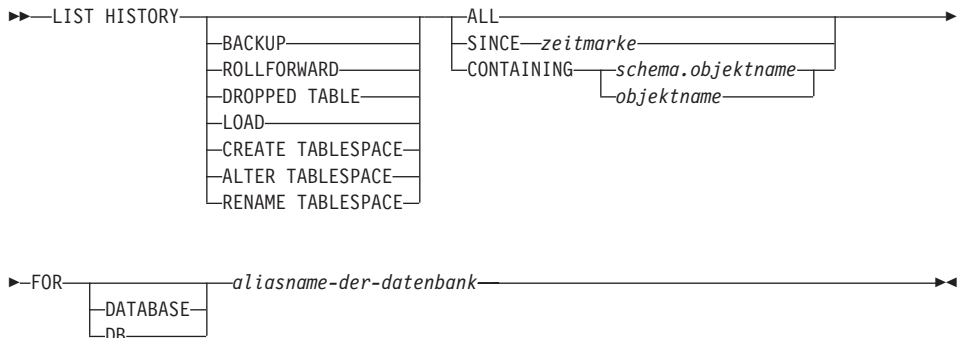 LIST HISTORY ALL
BACKUP SINCE zeitmarke
ROLLFORWARD CONTAINING schema.objektname
DROPPED TABLE objektname
LOAD
CREATE TABLESPACE
ALTER TABLESPACE
RENAME TABLESPACE
FOR aliasname-der-datenbank
DATABASE
DB